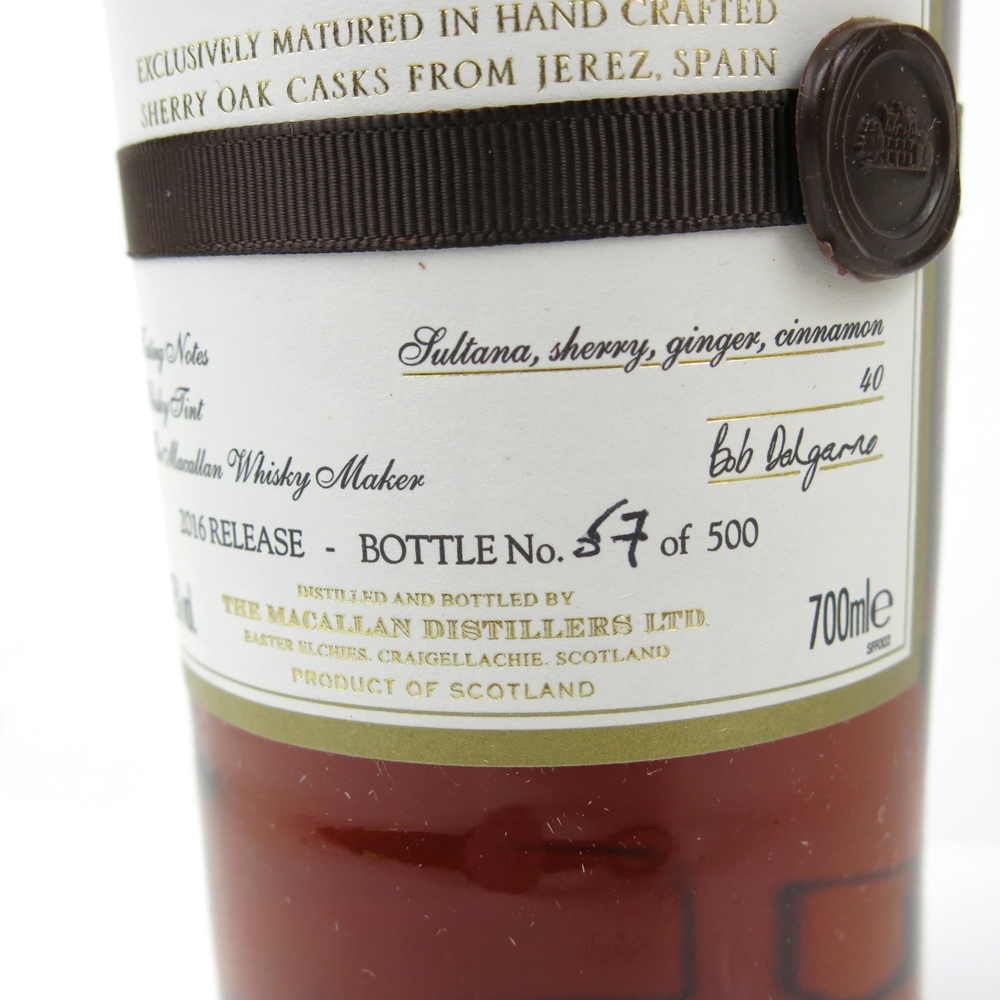 EXCLUSIVELY MATURED IN HAND CRAFTED
SHERRY OAK CASKS FROM JEREZ, SPAIN
Notes Sultana, sherry, ginger, cinnamon
Tint 40
Macallan Whisky Maker Bob Dalgarno
2016 RELEASE - BOTTLE No. 57 of 500
DISTILLED AND BOTTLED BY
THE MACALLAN DISTILLERS LTD.
EASTER ELCHIES, CRAIGELLACHIE, SCOTLAND
PRODUCT OF SCOTLAND
700ml e